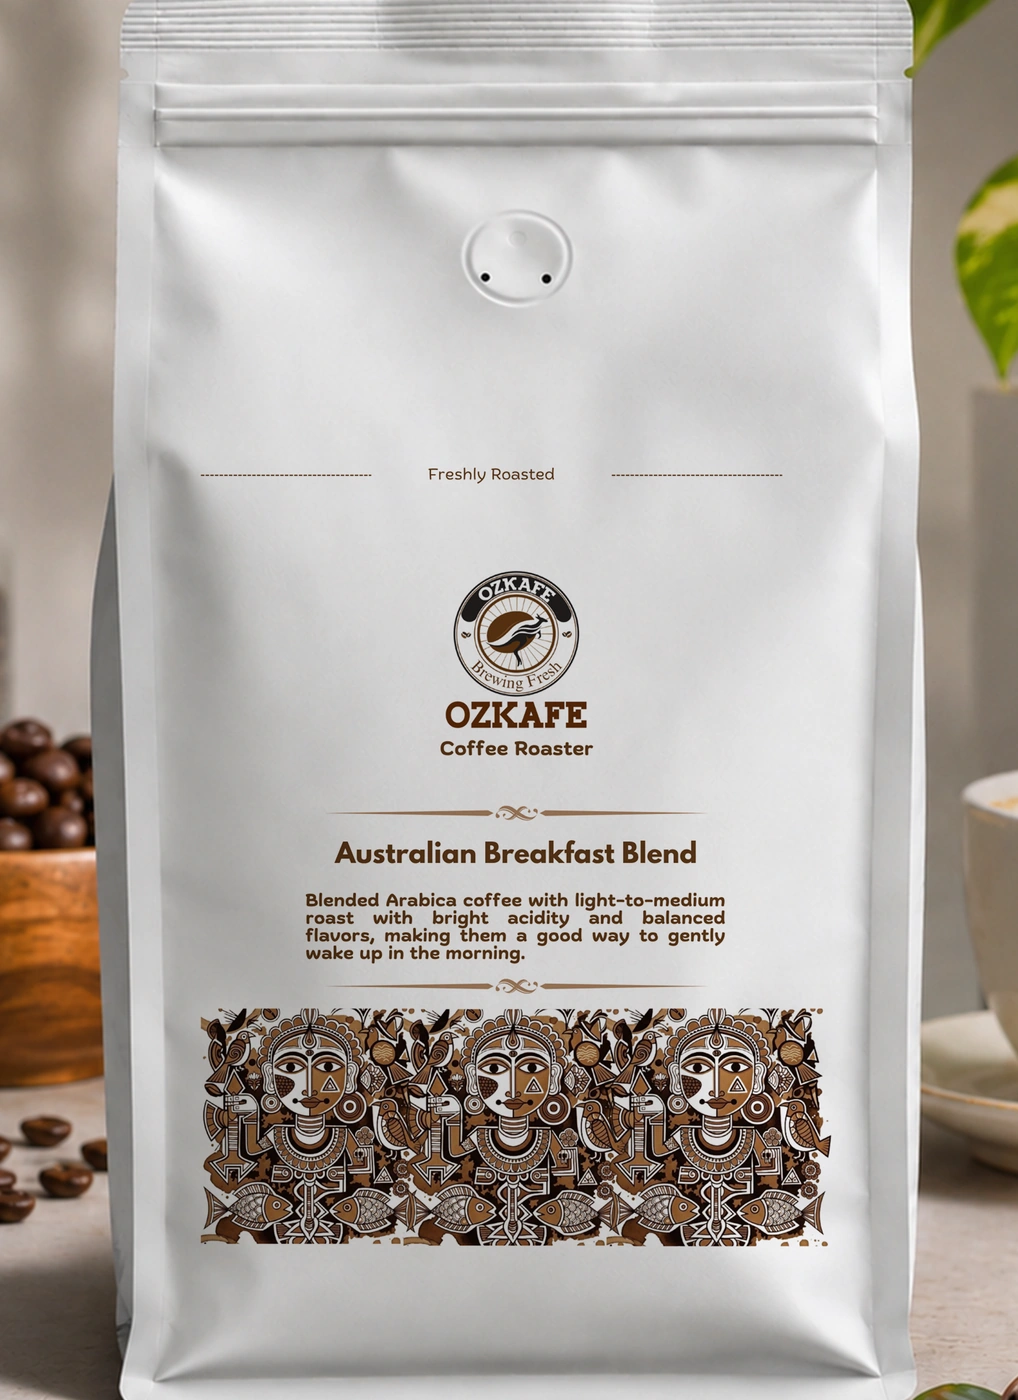 Freshly Roasted
OZKAFE
Brewing Fresh
OZKAFE
Coffee Roaster
Australian Breakfast Blend
Blended Arabica coffee with light-to-medium
roast with bright acidity and balanced
flavors, making them a good way to gently
wake up in the morning.